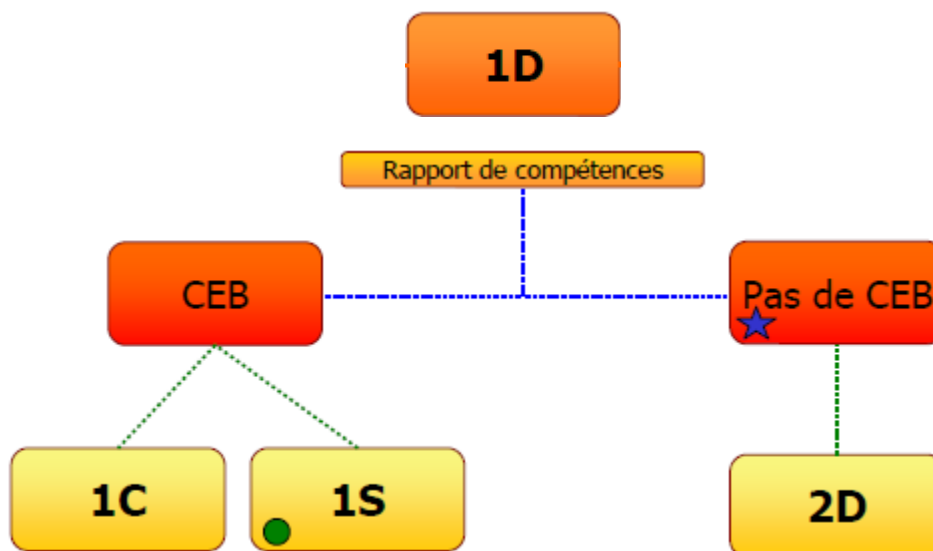 1D
Rapport de compétences
CEB
Pas de CEB
1C
1S
2D